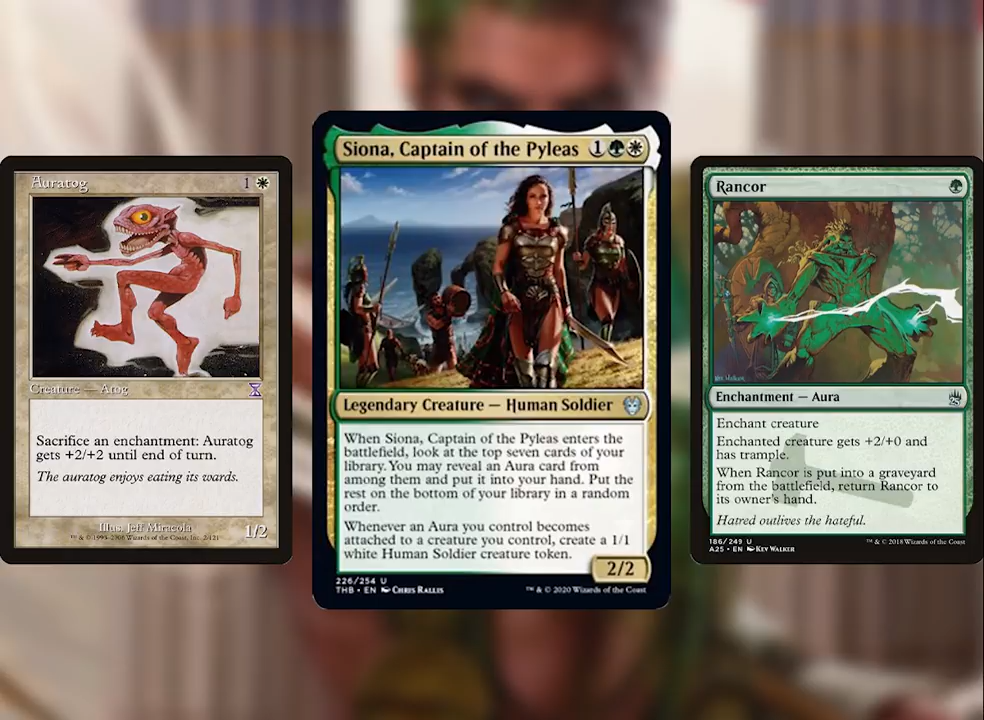 Auratog 1
Creature — Atog
Sacrifice an enchantment: Auratog
gets +2/+2 until end of turn.
The auratog enjoys eating its wards.
Illus. Jeff Miracola
1/2
Siona, Captain of the Pyleas 1
Legendary Creature — Human Soldier
When Siona, Captain of the Pyleas enters the
battlefield, look at the top seven cards of your
library. You may reveal an Aura card from
among them and put it into your hand. Put the
rest on the bottom of your library in a random
order.
Whenever an Aura you control becomes
attached to a creature you control, create a 1/1
white Human Soldier creature token.
2/2
226/254 U
THB • EN Chris Rallis
™ & © 2020 Wizards of the Coast
Rancor
Enchantment — Aura
Enchant creature
Enchanted creature gets +2/+0 and
has trample.
When Rancor is put into a graveyard
from the battlefield, return Rancor to
its owner's hand.
Hatred outlives the hateful.
186/249 U
A25 • EN Kev Walker
™ & © 2018 Wizards of the Coast